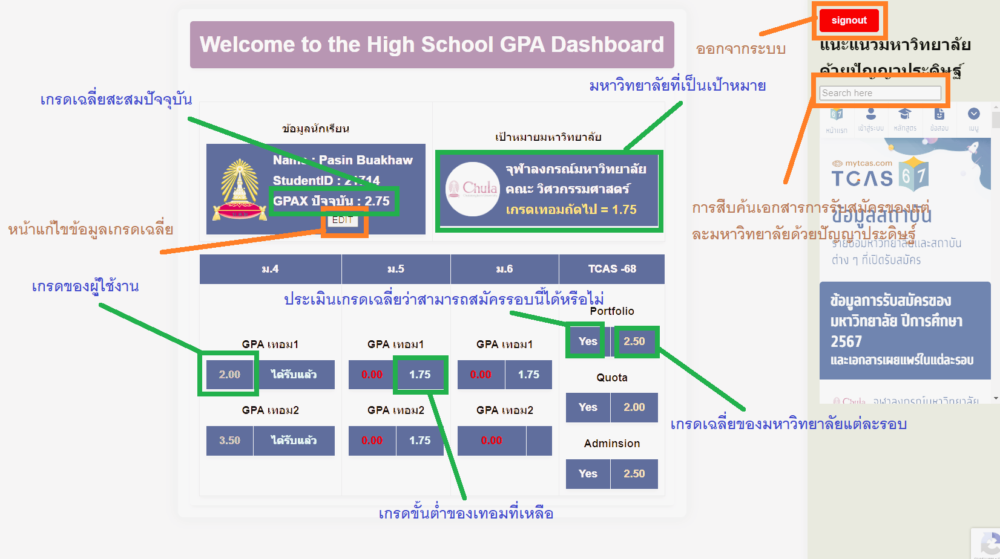 Welcome to the High School GPA Dashboard
signout
ออกจากระบบ
แนะแนวมหาวิทยาลัย
ด้วยปัญญาประดิษฐ์
Search here
เกรดเฉลี่ยสะสมปัจจุบัน
มหาวิทยาลัยที่เป็นเป้าหมาย
ข้อมูลนักเรียน
Name : Pasin Buakhaw
StudentID : 21714
GPAX ปัจจุบัน : 2.75
EDIT
เป้าหมายมหาวิทยาลัย
Chula
จุฬาลงกรณ์มหาวิทยาลัย
คณะ วิศวกรรมศาสตร์
เกรดเทอมถัดไป = 1.75
หน้าแก้ไขข้อมูลเกรดเฉลี่ย
การสืบค้นเอกสารการรับสมัครของแต่
ละมหาวิทยาลัยด้วยปัญญาประดิษฐ์
หน้าแรก
เข้าสู่ระบบ
หลักสูตร
ข้อสอบ
เมนู
mytcas.com
TCAS 67
ข้อมูลสถาบัน
รายชื่อมหาวิทยาลัยและสถาบัน
ต่าง ๆ ที่เปิดรับสมัคร
ข้อมูลการรับสมัครของ
มหาวิทยาลัย ปีการศึกษา
2567
และเอกสารเผยแพร่ในแต่ละรอบ
Chula จุฬาลงกรณ์มหาวิทยาลัย
ม.4 ม.5 ม.6 TCAS -68
เกรดของผู้ใช้งาน
ประเมินเกรดเฉลี่ยว่าสามารถสมัครรอบนี้ได้หรือไม่
Portfolio
Yes 2.50
GPA เทอม1 GPA เทอม1 GPA เทอม1
2.00 ได้รับแล้ว 0.00 1.75 0.00 1.75
Quota
Yes 2.00
GPA เทอม2 GPA เทอม2 GPA เทอม2
3.50 ได้รับแล้ว 0.00 1.75 0.00
เกรดเฉลี่ยของมหาวิทยาลัยแต่ละรอบ
Adminsion
Yes 2.50
เกรดขั้นต่ำของเทอมที่เหลือ